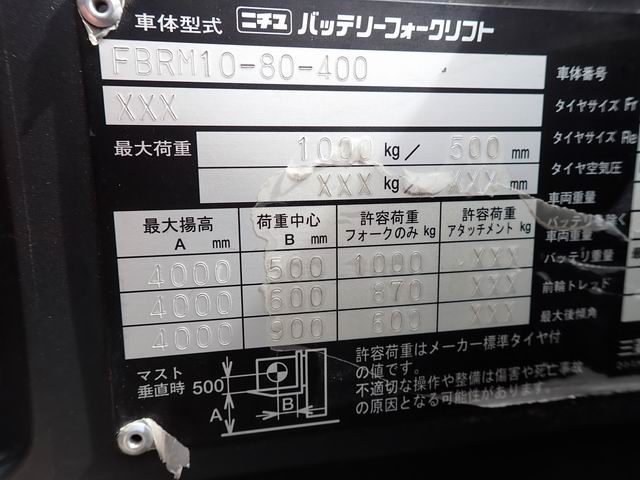 車体型式 ニチユ バッテリーフォークリフト
FBRM10-80-400
XXX
最大荷重 1000 kg/ 500 mm
XXX kg/ XXX mm
最大揚高 A mm 荷重中心 B mm 許容荷重 フォークのみ kg 許容荷重 アタッチメント kg
4000 500 1000 XXX
4000 600 870 XXX
4000 900 600 XXX
マスト
垂直時 500
A
B
許容荷重はメーカー標準タイヤ付
の値です。
不適切な操作や整備は傷害や死亡事故
の原因となる可能性があります。
車体番号
タイヤサイズ Fr
タイヤサイズ Re
タイヤ空気圧
車両重量
バッテリを除く
車両重量
バッテリ重量
前輪トレッド
最大後傾角
三菱